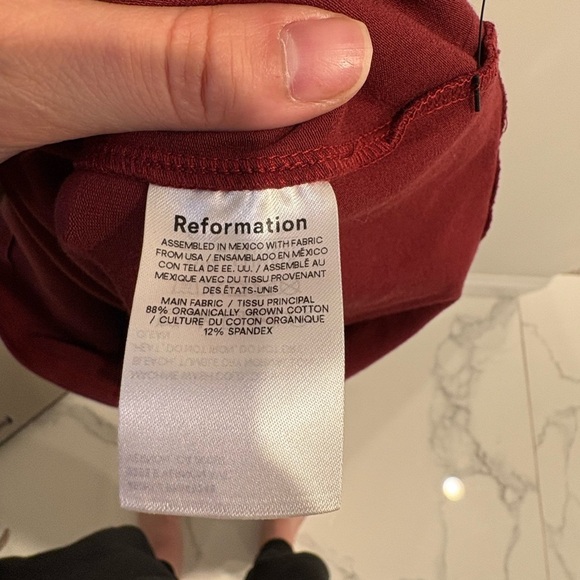 Reformation
ASSEMBLED IN MEXICO WITH FABRIC
FROM USA / ENSAMBLADO EN MÉXICO
CON TELA DE EE. UU. / ASSEMBLÉ AU
MEXIQUE AVEC DU TISSU PROVENANT
DES ÉTATS-UNIS
MAIN FABRIC / TISSU PRINCIPAL
88% ORGANICALLY GROWN COTTON
/ CULTURE DU COTON ORGANIQUE
12% SPANDEX